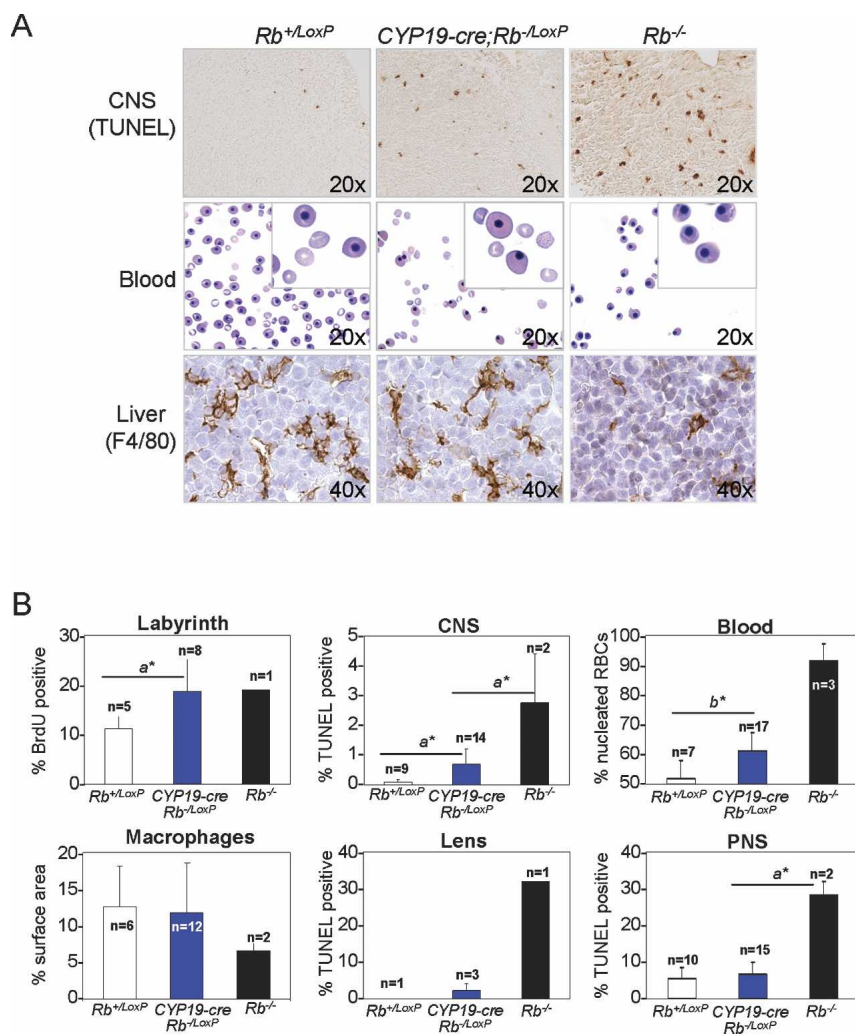 A
Rb+/LoxP CYP19-cre;Rb-/LoxP Rb-/-
CNS
(TUNEL)
20x 20x 20x
Blood
20x 20x 20x
Liver
(F4/80)
40x 40x 40x
B
Labyrinth
% BrdU positive
30
20
10
0
n=5
a*
n=8
n=1
Rb+/LoxP CYP19-cre Rb-/-
Rb-/LoxP
CNS
% TUNEL positive
5
4
3
2
1
0
n=9
a*
n=14
a*
n=2
Rb+/LoxP CYP19-cre Rb-/-
Rb-/LoxP
Blood
% nucleated RBCs
100
90
80
70
60
50
n=7
b*
n=17
n=3
Rb+/LoxP CYP19-cre Rb-/-
Rb-/LoxP
Macrophages
% surface area
20
15
10
5
0
n=6
n=12
n=2
Rb+/LoxP CYP19-cre Rb-/-
Rb-/LoxP
Lens
% TUNEL positive
40
30
20
10
0
n=1
n=3
n=1
Rb+/LoxP CYP19-cre Rb-/-
Rb-/LoxP
PNS
% TUNEL positive
40
30
20
10
0
n=10
n=15
a*
n=2
Rb+/LoxP CYP19-cre Rb-/-
Rb-/LoxP